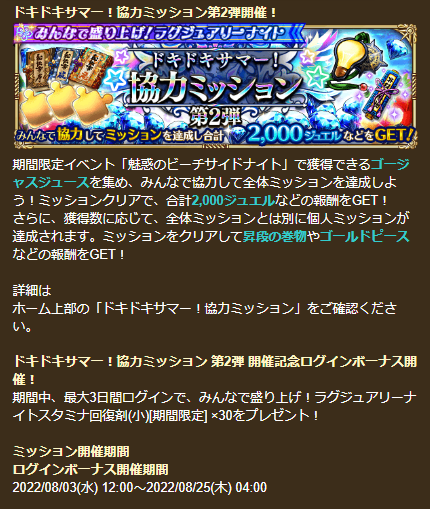 ドキドキサマー！協力ミッション第2弾開催！
みんなで盛り上げ！ラグジュアリーナイト
ドキドキサマー！
協力ミッション
第2弾
みんなで協力してミッションを達成し合計2,000ジュエルなどをGET！
期間限定イベント「魅惑のビーチサイドナイト」で獲得できるゴージ
ャスジュースを集め、みんなで協力して全体ミッションを達成しよ
う！ミッションクリアで、合計2,000ジュエルなどの報酬をGET！
さらに、獲得数に応じて、全体ミッションとは別に個人ミッションが
達成されます。ミッションをクリアして昇段の巻物やゴールドピース
などの報酬をGET！
詳細は
ホーム上部の「ドキドキサマー！協力ミッション」をご確認くださ
い。
ドキドキサマー！協力ミッション 第2弾 開催記念ログインボーナス開
催！
期間中、最大3日間ログインで、みんなで盛り上げ！ラグジュアリーナ
イトスタミナ回復剤(小)[期間限定] ×30をプレゼント！
ミッション開催期間
ログインボーナス開催期間
2022/08/03(水) 12:00～2022/08/25(木) 04:00